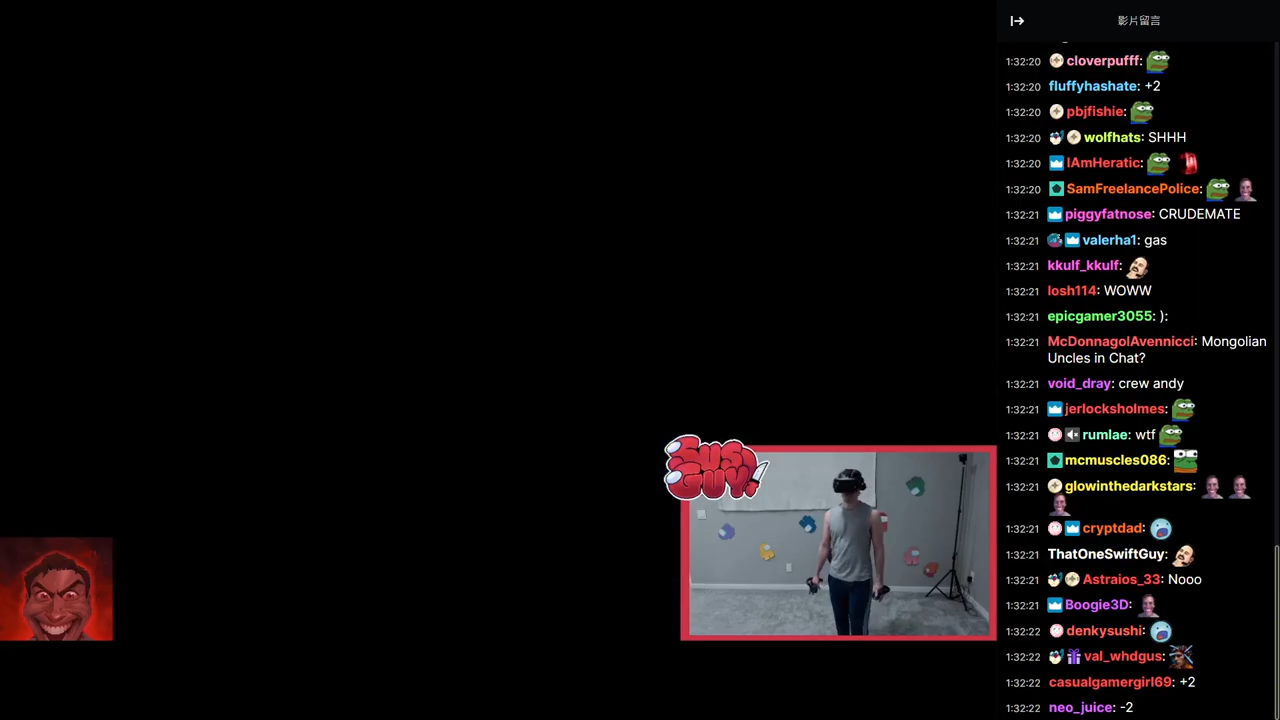 影片留言
1:32:20 cloverpufff:
1:32:20 fluffyhashate: +2
1:32:20 pbjfishie:
1:32:20 wolfhats: SHHH
1:32:20 IAmHeratic:
1:32:20 SamFreelancePolice:
1:32:21 piggyfatnose: CRUDEMATE
1:32:21 valerha1: gas
1:32:21 kkulf_kkulf:
1:32:21 losh114: WOWW
1:32:21 epicgamer3055: ):
1:32:21 McDonnagolAvennicci: Mongolian
Uncles in Chat?
1:32:21 void_dray: crew andy
1:32:21 jerlocksholmes:
1:32:21 rumlae: wtf
1:32:21 mcmuscles086:
1:32:21 glowinthedarkstars:
1:32:21 cryptdad:
1:32:21 ThatOneSwiftGuy:
1:32:21 Astraios_33: Nooo
1:32:21 Boogie3D:
1:32:22 denkysushi:
1:32:22 val_whdgus:
1:32:22 casualgamergirl69: +2
1:32:22 neo_juice: -2
SUS
GUY